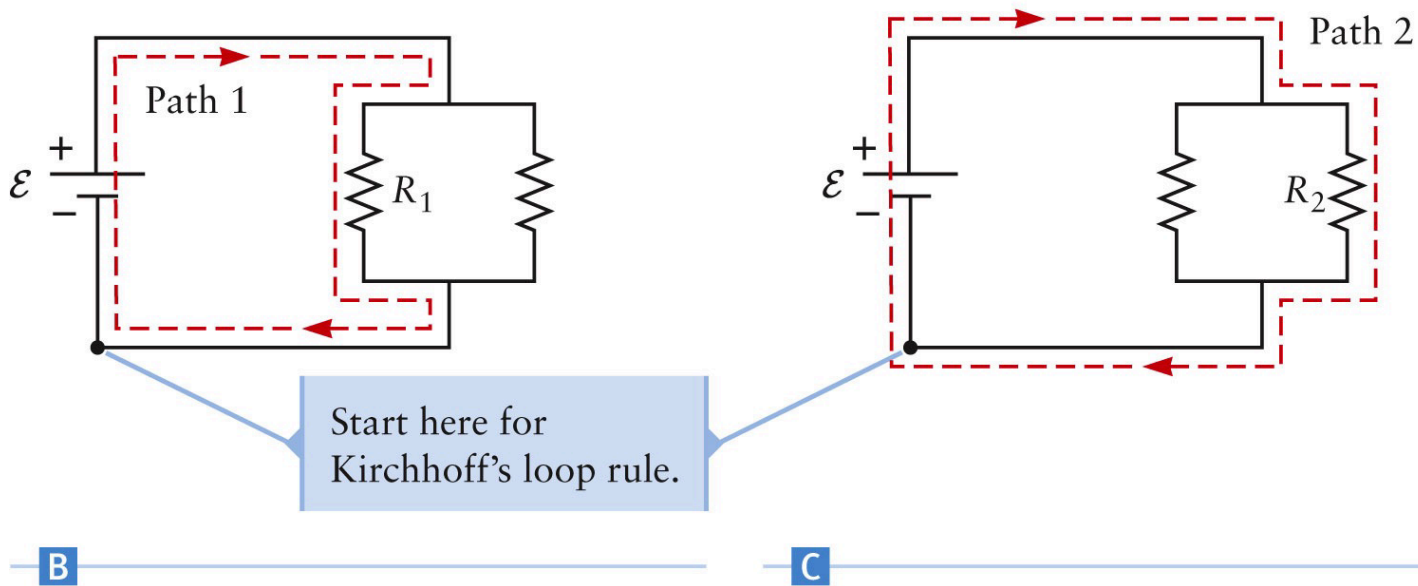 Path 1
+
ℰ
−
R₁
Path 2
+
ℰ
−
R₂
Start here for
Kirchhoff’s loop rule.
B
C